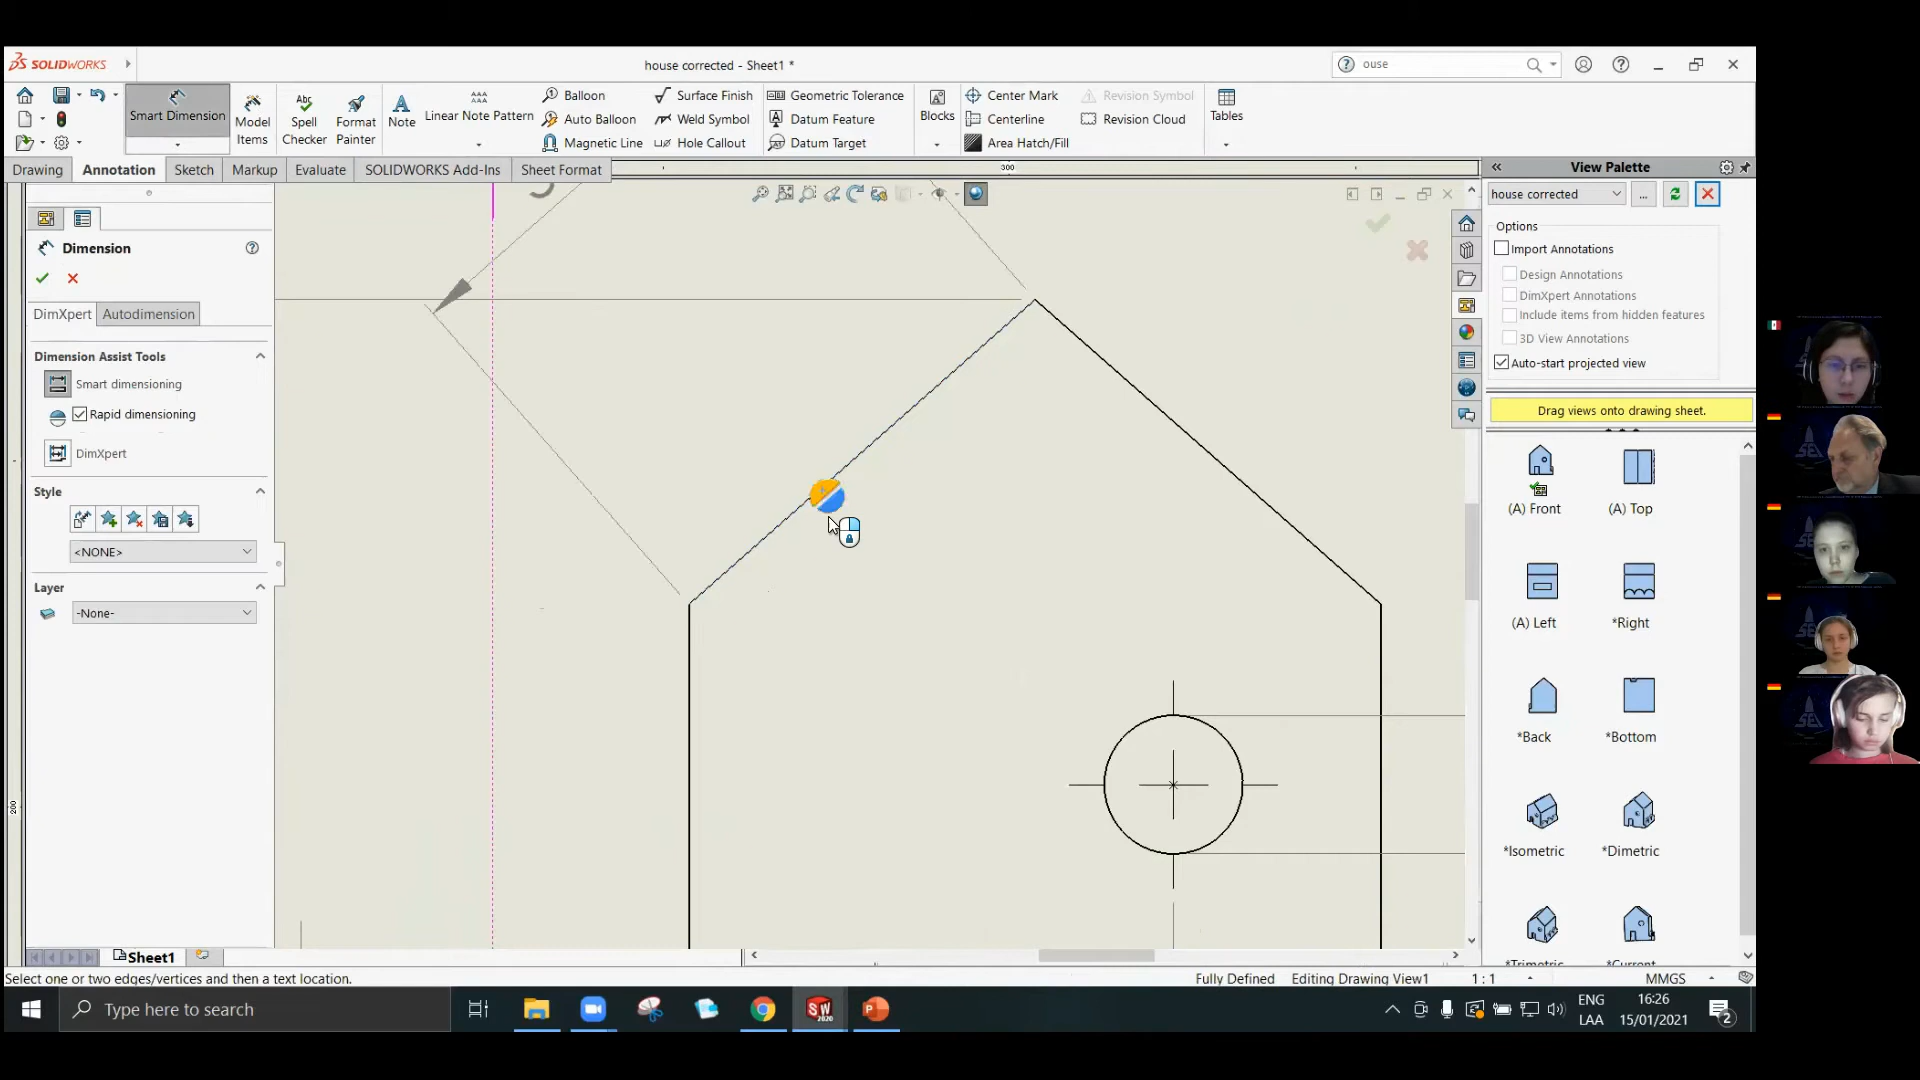 SOLIDWORKS
house corrected - Sheet1 *
ouse
Smart Dimension
Model Items
Spell Checker
Format Painter
Note
Linear Note Pattern
Balloon
Auto Balloon
Magnetic Line
Surface Finish
Weld Symbol
Hole Callout
Geometric Tolerance
Datum Feature
Datum Target
Blocks
Center Mark
Centerline
Area Hatch/Fill
Revision Symbol
Revision Cloud
Tables
Drawing
Annotation
Sketch
Markup
Evaluate
SOLIDWORKS Add-Ins
Sheet Format
300
Dimension
DimXpert
Autodimension
Dimension Assist Tools
Smart dimensioning
Rapid dimensioning
DimXpert
Style
<NONE>
Layer
-None-
200
View Palette
house corrected
...
Options
Import Annotations
Design Annotations
DimXpert Annotations
Include items from hidden features
3D View Annotations
Auto-start projected view
Drag views onto drawing sheet.
(A) Front
(A) Top
(A) Left
*Right
*Back
*Bottom
*Isometric
*Dimetric
*Trimetric
*Current
Sheet1
Select one or two edges/vertices and then a text location.
Fully Defined
Editing Drawing View1
1 : 1
MMGS
Type here to search
SW
2020
ENG
LAA
16:26
15/01/2021
2